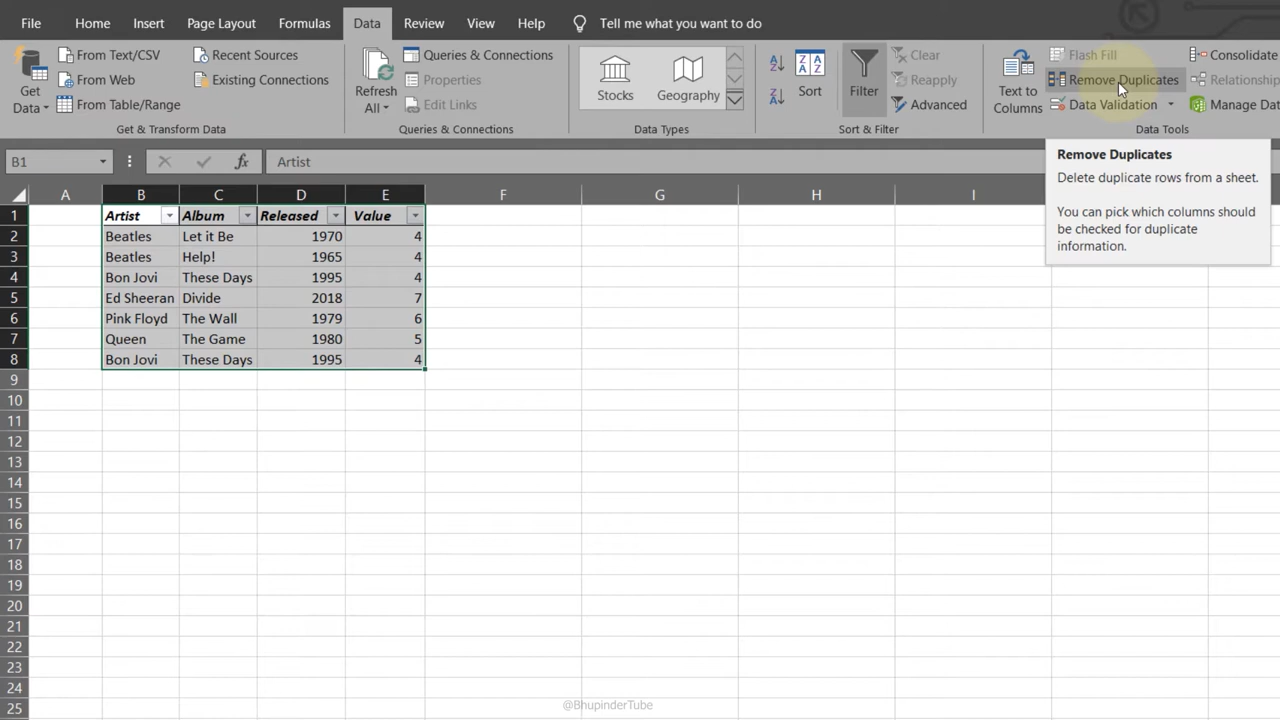 File Home Insert Page Layout Formulas Data Review View Help Tell me what you want to do
From Text/CSV Recent Sources Queries & Connections Clear Flash Fill Consolidate
Get Data From Web Existing Connections Refresh All Properties Stocks Geography Sort Filter Reapply Text to Columns Remove Duplicates
From Table/Range Edit Links Advanced Data Validation
Get & Transform Data Queries & Connections Data Types Sort & Filter Data Tools
B1 fx Artist
Remove Duplicates
Delete duplicate rows from a sheet.
You can pick which columns should
be checked for duplicate
information.
A B C D E F G H I
1 Artist Album Released Value
2 Beatles Let it Be 1970 4
3 Beatles Help! 1965 4
4 Bon Jovi These Days 1995 4
5 Ed Sheeran Divide 2018 7
6 Pink Floyd The Wall 1979 6
7 Queen The Game 1980 5
8 Bon Jovi These Days 1995 4
9
10
11
12
13
14
15
16
17
18
19
20
21
22
23
24
25
@BhupinderTube